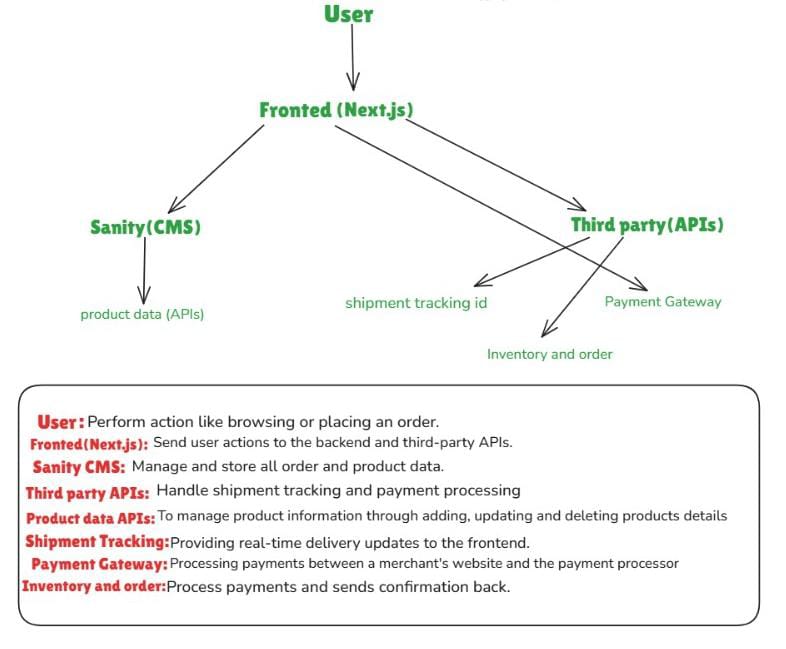 User
Fronted (Next.js)
Sanity(CMS)
Third party(APIs)
shipment tracking id
Payment Gateway
product data (APIs)
Inventory and order
User: Perform action like browsing or placing an order.
Fronted(Next.js): Send user actions to the backend and third-party APIs.
Sanity CMS: Manage and store all order and product data.
Third party APIs: Handle shipment tracking and payment processing
Product data APIs: To manage product information through adding, updating and deleting products details
Shipment Tracking: Providing real-time delivery updates to the frontend.
Payment Gateway: Processing payments between a merchant's website and the payment processor
Inventory and order: Process payments and sends confirmation back.